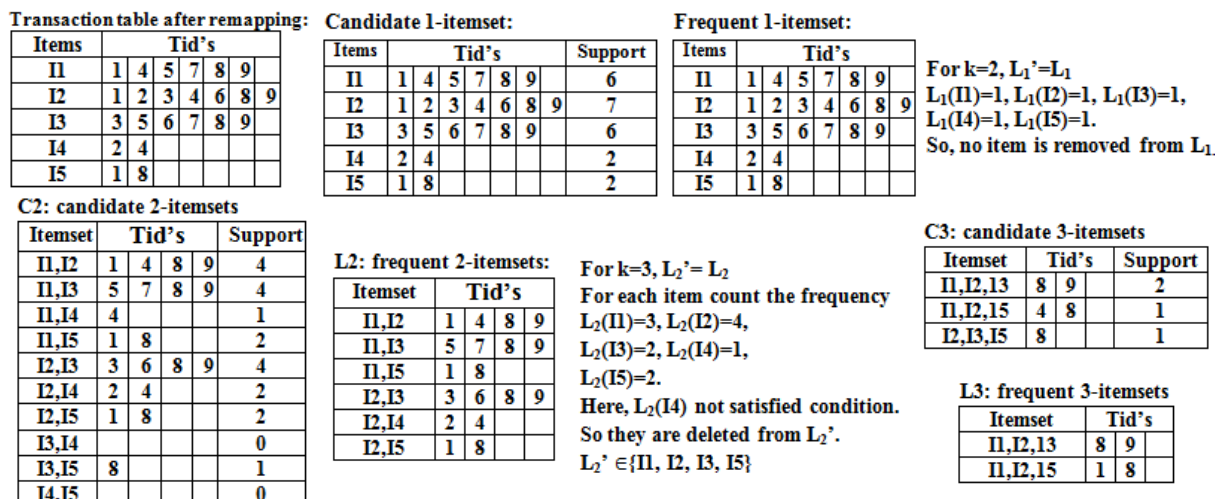 Transaction table after remapping:
Items Tid's
I1 1 4 5 7 8 9
I2 1 2 3 4 6 8 9
I3 3 5 6 7 8 9
I4 2 4
I5 1 8
Candidate 1-itemset:
Items Tid's Support
I1 1 4 5 7 8 9 6
I2 1 2 3 4 6 8 9 7
I3 3 5 6 7 8 9 6
I4 2 4 2
I5 1 8 2
Frequent 1-itemset:
Items Tid's
I1 1 4 5 7 8 9
I2 1 2 3 4 6 8 9
I3 3 5 6 7 8 9
I4 2 4
I5 1 8
For k=2, L₁'=L₁
L₁(I1)=1, L₁(I2)=1, L₁(I3)=1,
L₁(I4)=1, L₁(I5)=1.
So, no item is removed from L₁.
C2: candidate 2-itemsets
Itemset Tid's Support
I1,I2 1 4 8 9 4
I1,I3 5 7 8 9 4
I1,I4 4 1
I1,I5 1 8 2
I2,I3 3 6 8 9 4
I2,I4 2 4 2
I2,I5 1 8 2
I3,I4 0
I3,I5 8 1
I4,I5 0
L2: frequent 2-itemsets:
Itemset Tid's
I1,I2 1 4 8 9
I1,I3 5 7 8 9
I1,I5 1 8
I2,I3 3 6 8 9
I2,I4 2 4
I2,I5 1 8
For k=3, L₂'= L₂
For each item count the frequency
L₂(I1)=3, L₂(I2)=4,
L₂(I3)=2, L₂(I4)=1,
L₂(I5)=2.
Here, L₂(I4) not satisfied condition.
So they are deleted from L₂'.
L₂' ∈{I1, I2, I3, I5}
C3: candidate 3-itemsets
Itemset Tid's Support
I1,I2,13 8 9 2
I1,I2,15 4 8 1
I2,I3,I5 8 1
L3: frequent 3-itemsets
Itemset Tid's
I1,I2,13 8 9
I1,I2,15 1 8